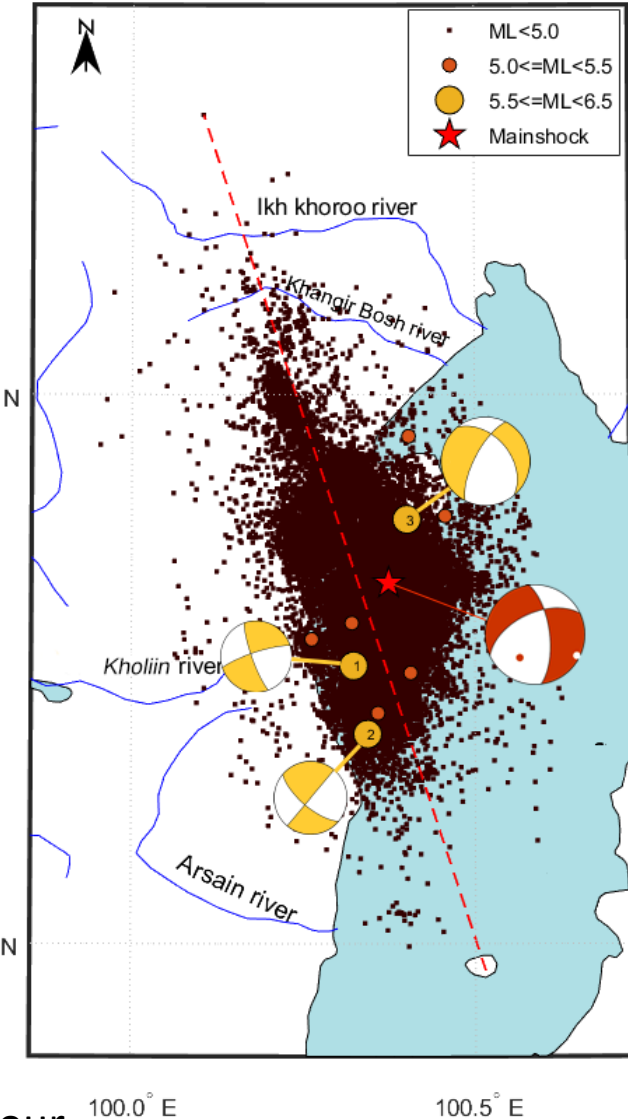 N
ML<5.0
5.0<=ML<5.5
5.5<=ML<6.5
Mainshock
Ikh khoroo river
Khangir Bosh river
N
3
Kholiin river
1
2
Arsain river
N
100.0° E
100.5° E